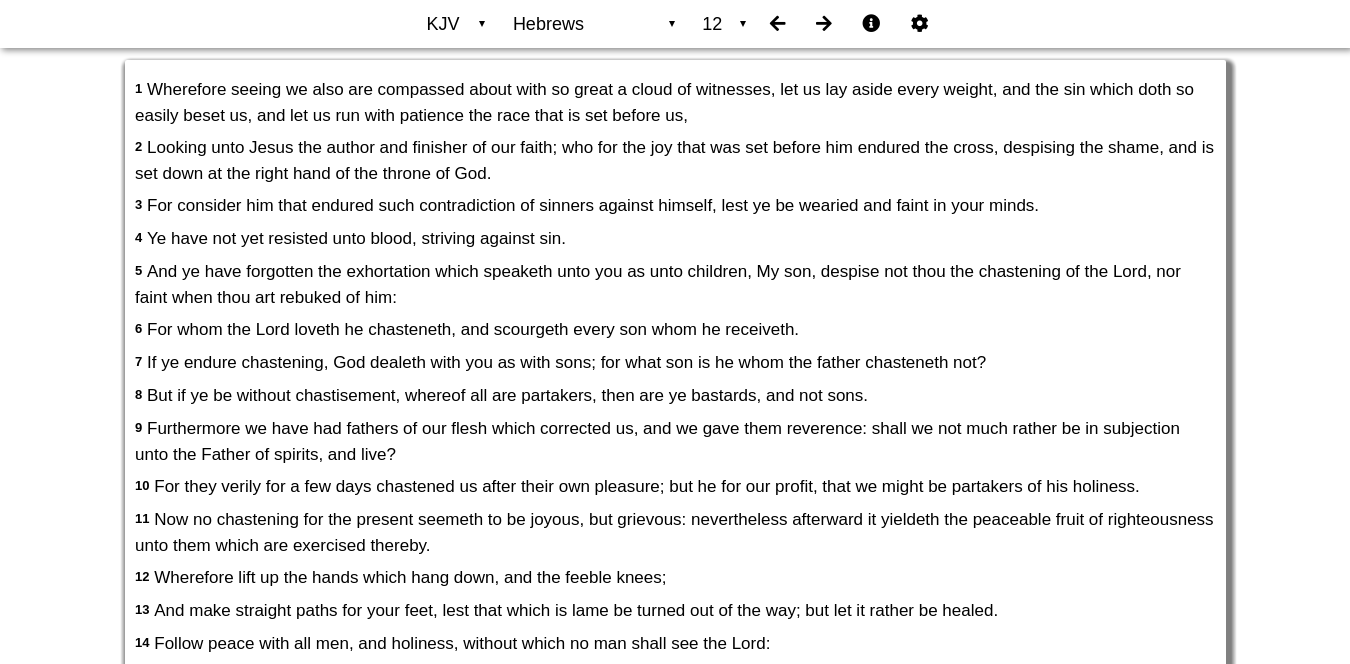 KJV Hebrews 12
1 Wherefore seeing we also are compassed about with so great a cloud of witnesses, let us lay aside every weight, and the sin which doth so
easily beset us, and let us run with patience the race that is set before us,
2 Looking unto Jesus the author and finisher of our faith; who for the joy that was set before him endured the cross, despising the shame, and is
set down at the right hand of the throne of God.
3 For consider him that endured such contradiction of sinners against himself, lest ye be wearied and faint in your minds.
4 Ye have not yet resisted unto blood, striving against sin.
5 And ye have forgotten the exhortation which speaketh unto you as unto children, My son, despise not thou the chastening of the Lord, nor
faint when thou art rebuked of him:
6 For whom the Lord loveth he chasteneth, and scourgeth every son whom he receiveth.
7 If ye endure chastening, God dealeth with you as with sons; for what son is he whom the father chasteneth not?
8 But if ye be without chastisement, whereof all are partakers, then are ye bastards, and not sons.
9 Furthermore we have had fathers of our flesh which corrected us, and we gave them reverence: shall we not much rather be in subjection
unto the Father of spirits, and live?
10 For they verily for a few days chastened us after their own pleasure; but he for our profit, that we might be partakers of his holiness.
11 Now no chastening for the present seemeth to be joyous, but grievous: nevertheless afterward it yieldeth the peaceable fruit of righteousness
unto them which are exercised thereby.
12 Wherefore lift up the hands which hang down, and the feeble knees;
13 And make straight paths for your feet, lest that which is lame be turned out of the way; but let it rather be healed.
14 Follow peace with all men, and holiness, without which no man shall see the Lord: